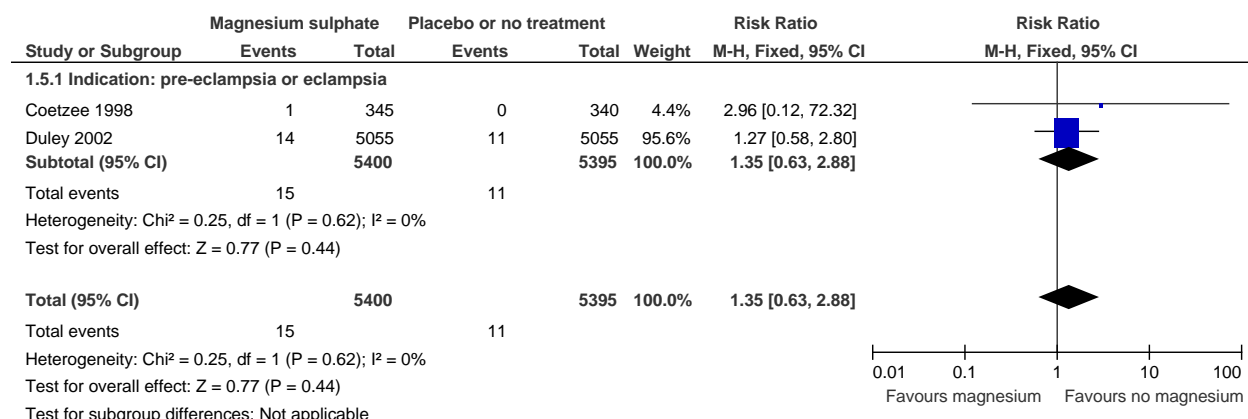 Magnesium sulphate Placebo or no treatment Risk Ratio Risk Ratio
Study or Subgroup Events Total Events Total Weight M-H, Fixed, 95% CI M-H, Fixed, 95% CI
1.5.1 Indication: pre-eclampsia or eclampsia
Coetzee 1998 1 345 0 340 4.4% 2.96 [0.12, 72.32]
Duley 2002 14 5055 11 5055 95.6% 1.27 [0.58, 2.80]
Subtotal (95% CI) 5400 5395 100.0% 1.35 [0.63, 2.88]
Total events 15 11
Heterogeneity: Chi² = 0.25, df = 1 (P = 0.62); I² = 0%
Test for overall effect: Z = 0.77 (P = 0.44)
Total (95% CI) 5400 5395 100.0% 1.35 [0.63, 2.88]
Total events 15 11
Heterogeneity: Chi² = 0.25, df = 1 (P = 0.62); I² = 0%
Test for overall effect: Z = 0.77 (P = 0.44)
Test for subgroup differences: Not applicable
0.01 0.1 1 10 100
Favours magnesium Favours no magnesium